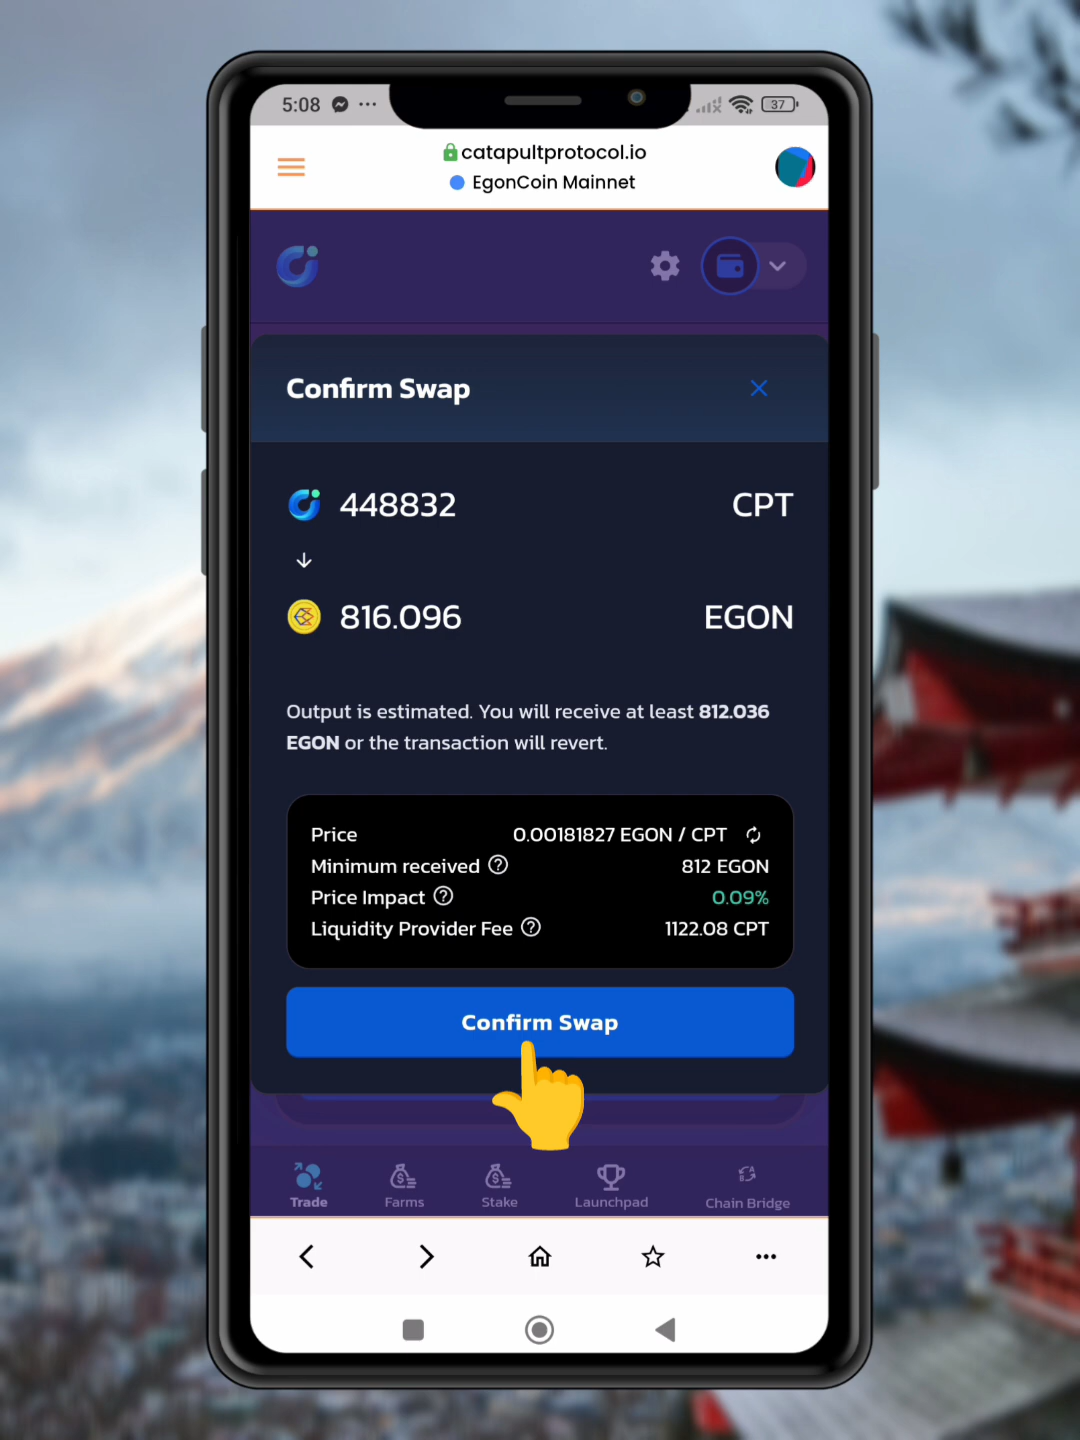 5:08
37
catapultprotocol.io
EgonCoin Mainnet
Confirm Swap
448832 CPT
816.096 EGON
Output is estimated. You will receive at least 812.036
EGON or the transaction will revert.
Price 0.00181827 EGON / CPT
Minimum received 812 EGON
Price Impact 0.09%
Liquidity Provider Fee 1122.08 CPT
Confirm Swap
Trade Farms Stake Launchpad Chain Bridge